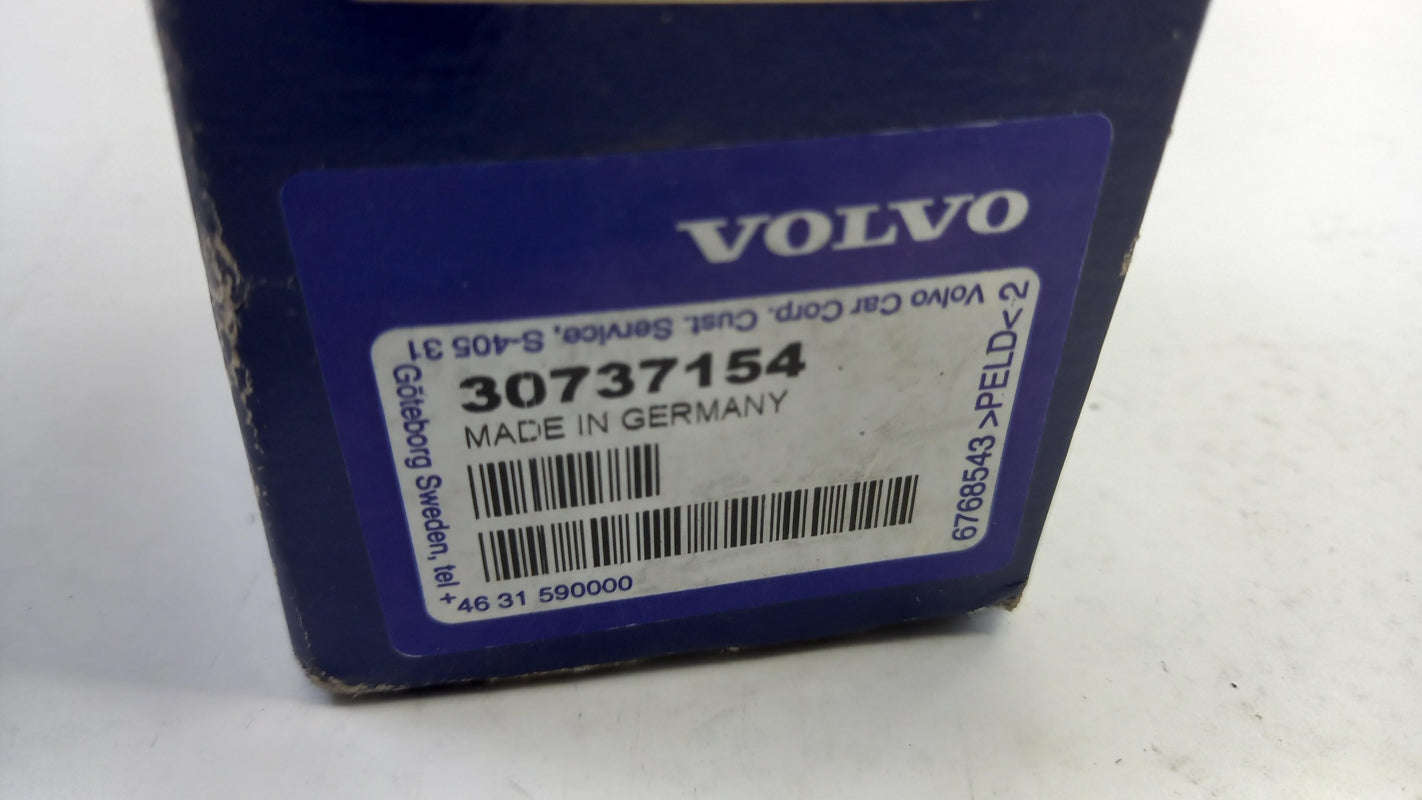 VOLVO
Volvo Car Corp. Cust. Service, S-405 31
Göteborg Sweden, tel
+46 31 590000
30737154
MADE IN GERMANY
6768543 >PELD< 2